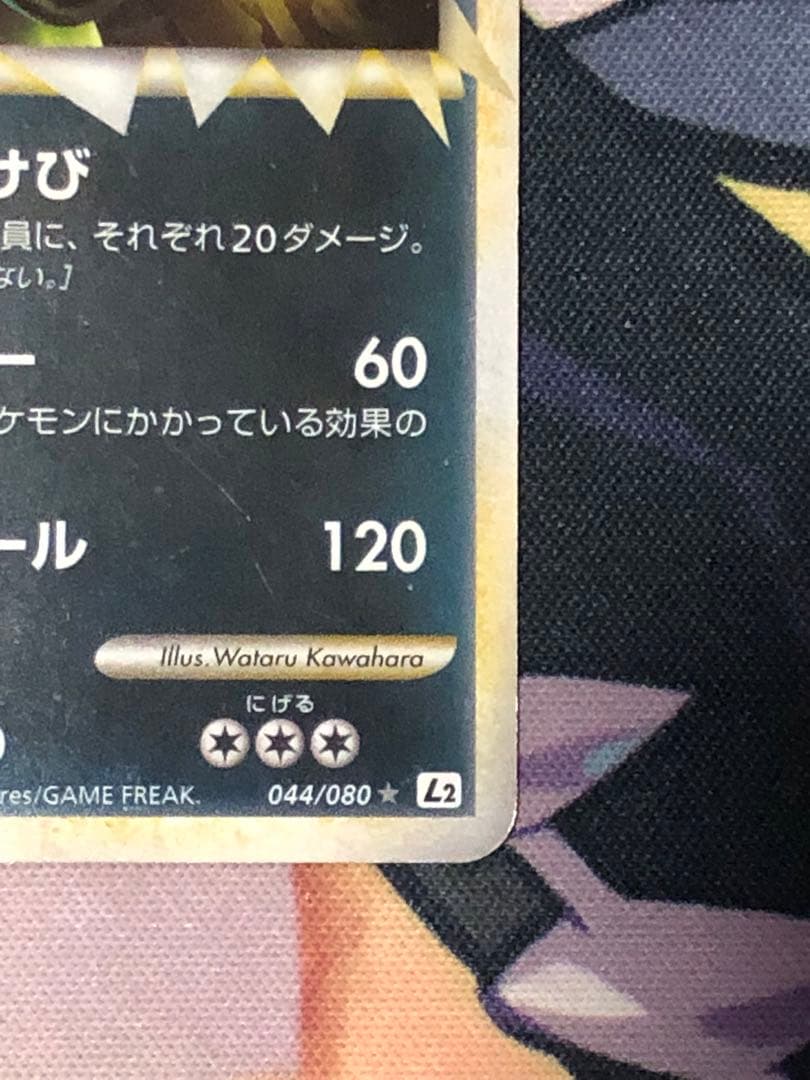 けび
員に、それぞれ20ダメージ。
ない。]
ー 60
ケモンにかかっている効果の
ール 120
Illus. Wataru Kawahara
にげる
res/GAME FREAK.
044/080 ★ L2